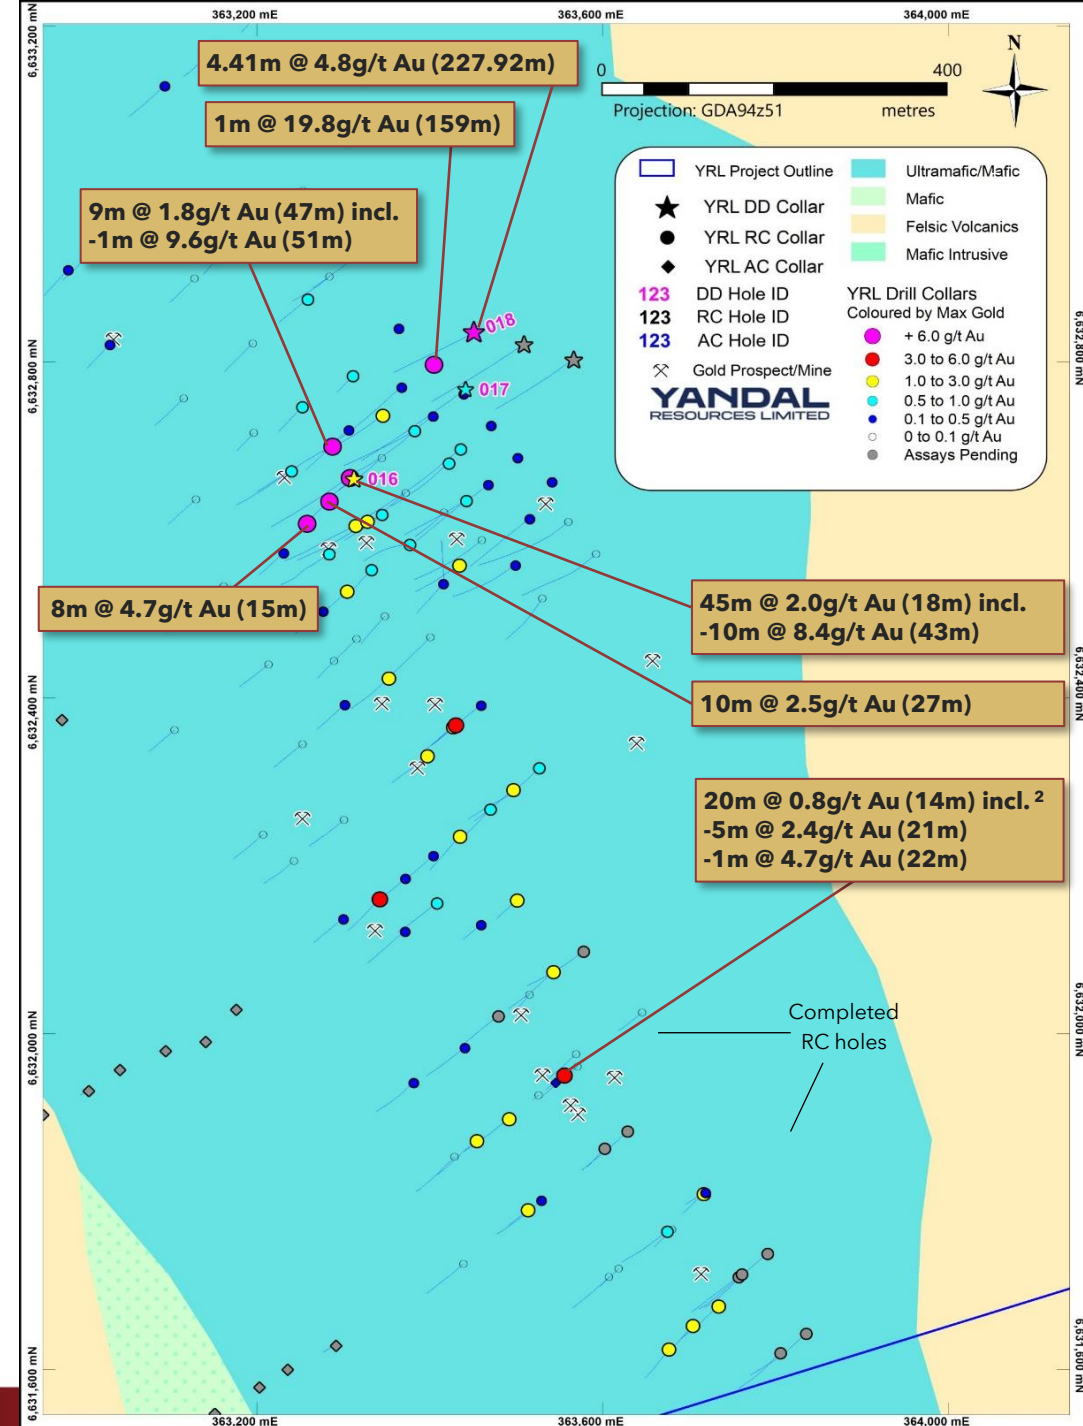 363,200 mE
363,600 mE
364,000 mE
6,633,200 mN
4.41m @ 4.8g/t Au (227.92m)
1m @ 19.8g/t Au (159m)
9m @ 1.8g/t Au (47m) incl.
-1m @ 9.6g/t Au (51m)
0
400
Projection: GDA94z51
metres
N
YRL Project Outline
YRL DD Collar
YRL RC Collar
YRL AC Collar
123 DD Hole ID
123 RC Hole ID
123 AC Hole ID
Gold Prospect/Mine
YANDAL
RESOURCES LIMITED
Ultramafic/Mafic
Mafic
Felsic Volcanics
Mafic Intrusive
YRL Drill Collars
Coloured by Max Gold
+ 6.0 g/t Au
3.0 to 6.0 g/t Au
1.0 to 3.0 g/t Au
0.5 to 1.0 g/t Au
0.1 to 0.5 g/t Au
0 to 0.1 g/t Au
Assays Pending
6,632,800 mN
6,632,800 mN
018
017
016
8m @ 4.7g/t Au (15m)
45m @ 2.0g/t Au (18m) incl.
-10m @ 8.4g/t Au (43m)
10m @ 2.5g/t Au (27m)
6,632,400 mN
6,632,400 mN
20m @ 0.8g/t Au (14m) incl. 2
-5m @ 2.4g/t Au (21m)
-1m @ 4.7g/t Au (22m)
Completed
RC holes
6,632,000 mN
6,632,000 mN
6,631,600 mN
6,631,600 mN
363,200 mE
363,600 mE
364,000 mE